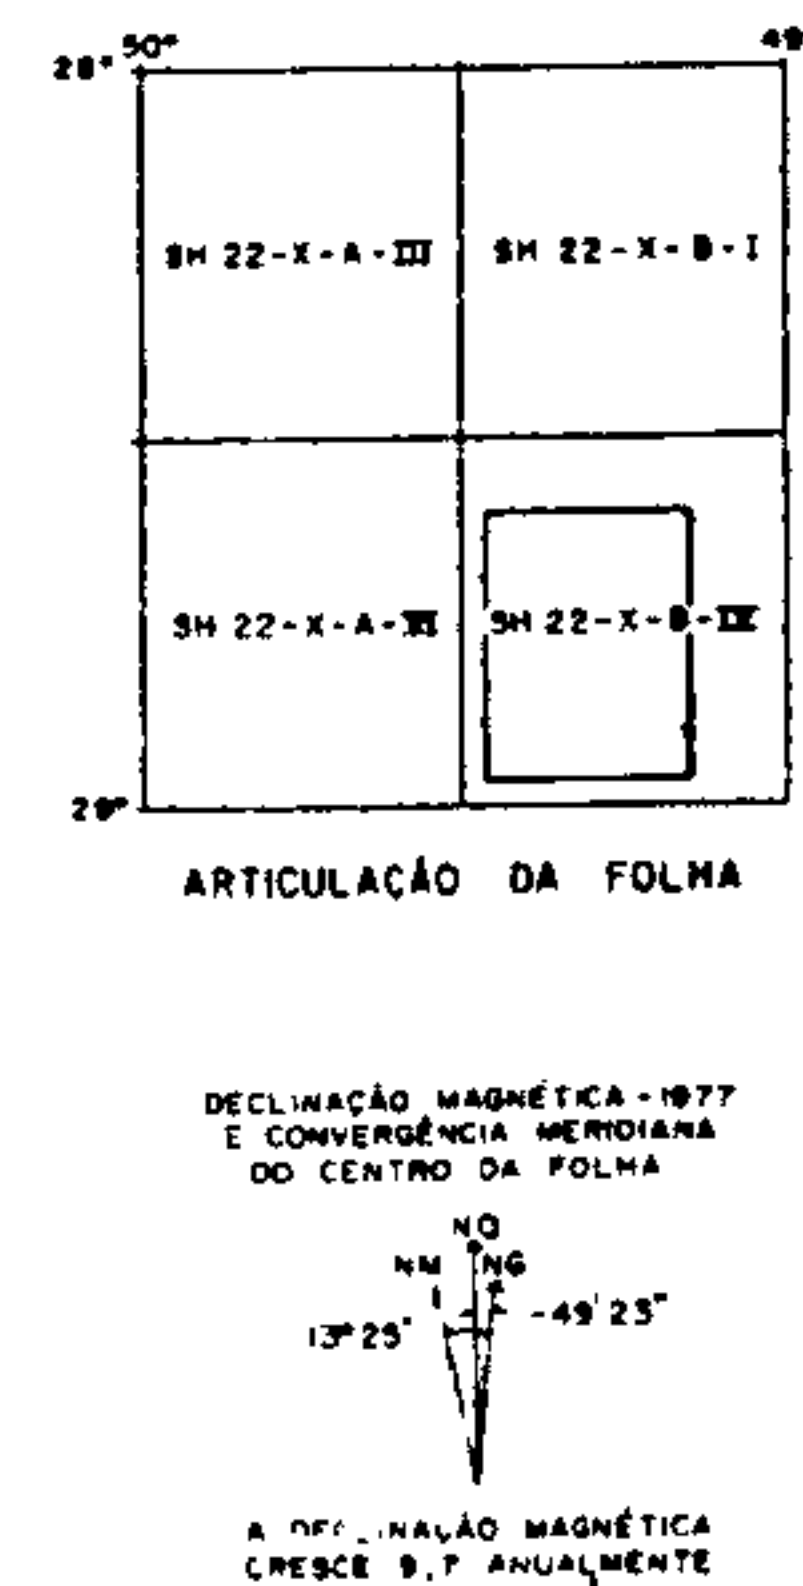 50° 49
28°
SH 22-X-A-III SH 22-X-B-I
SH 22-X-A-VI SH 22-X-B-IV
29°
ARTICULAÇÃO DA FOLHA
DECLINAÇÃO MAGNÉTICA - 1977
E CONVERGÊNCIA MERIDIANA
DO CENTRO DA FOLHA
NQ
NM NG
13° 25' -49' 23"
A DECLINAÇÃO MAGNÉTICA
CRESCE ANUALMENTE